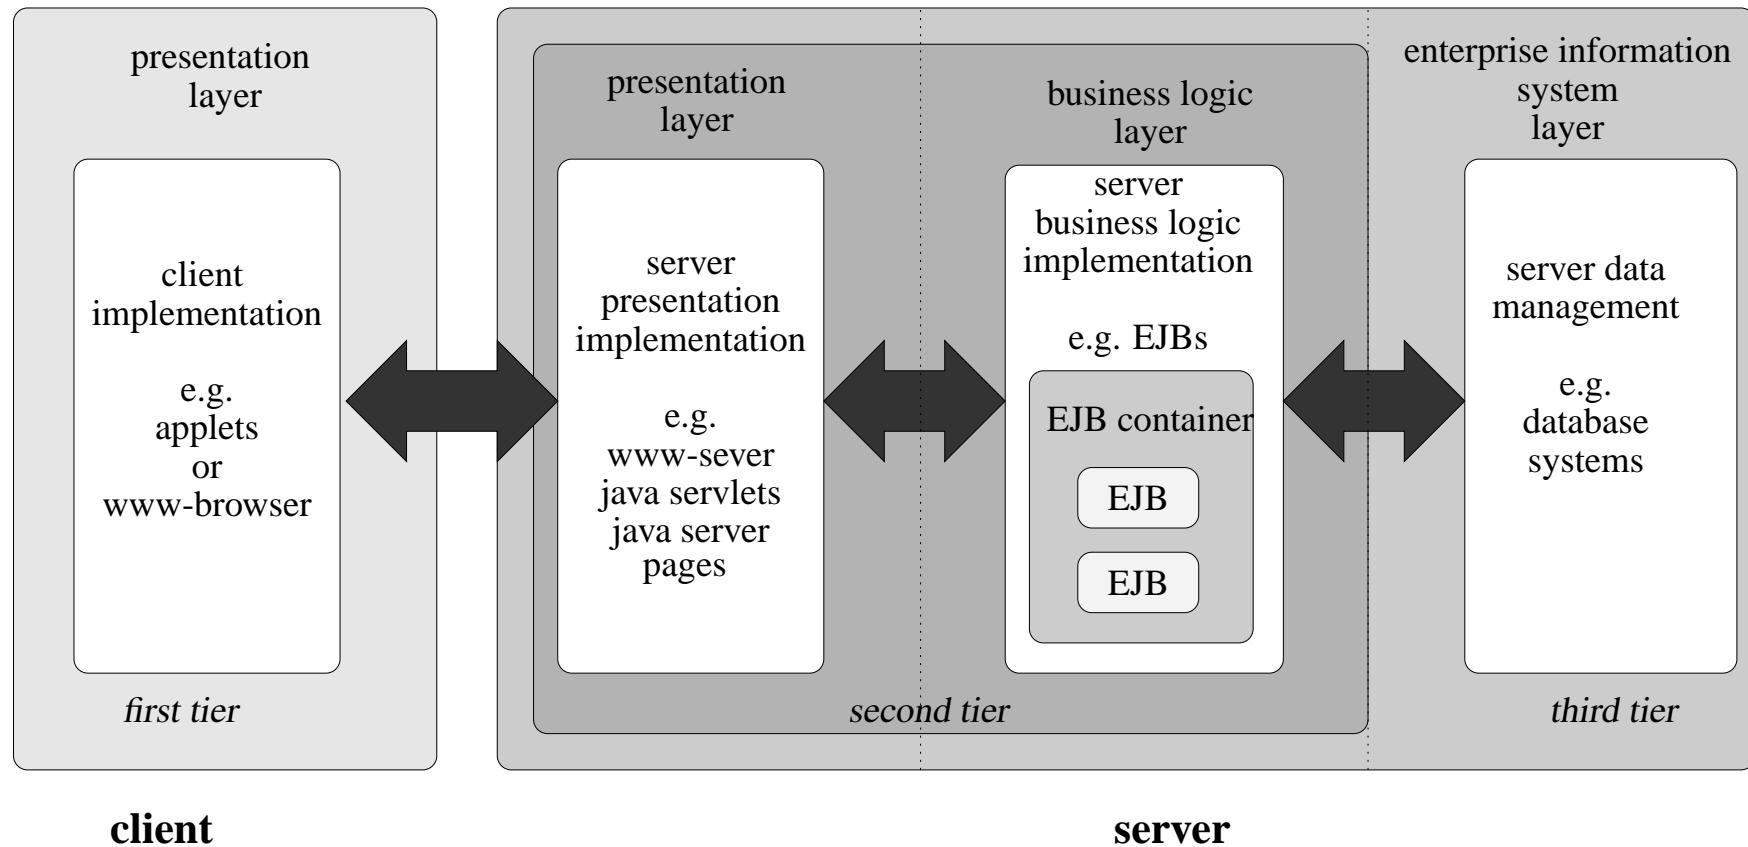 presentation
layer
client
implementation
e.g.
applets
or
www-browser
first tier
presentation
layer
server
presentation
implementation
e.g.
www-sever
java servlets
java server
pages
business logic
layer
server
business logic
implementation
e.g. EJBs
EJB container
EJB
EJB
second tier
enterprise information
system
layer
server data
management
e.g.
database
systems
third tier
client
server